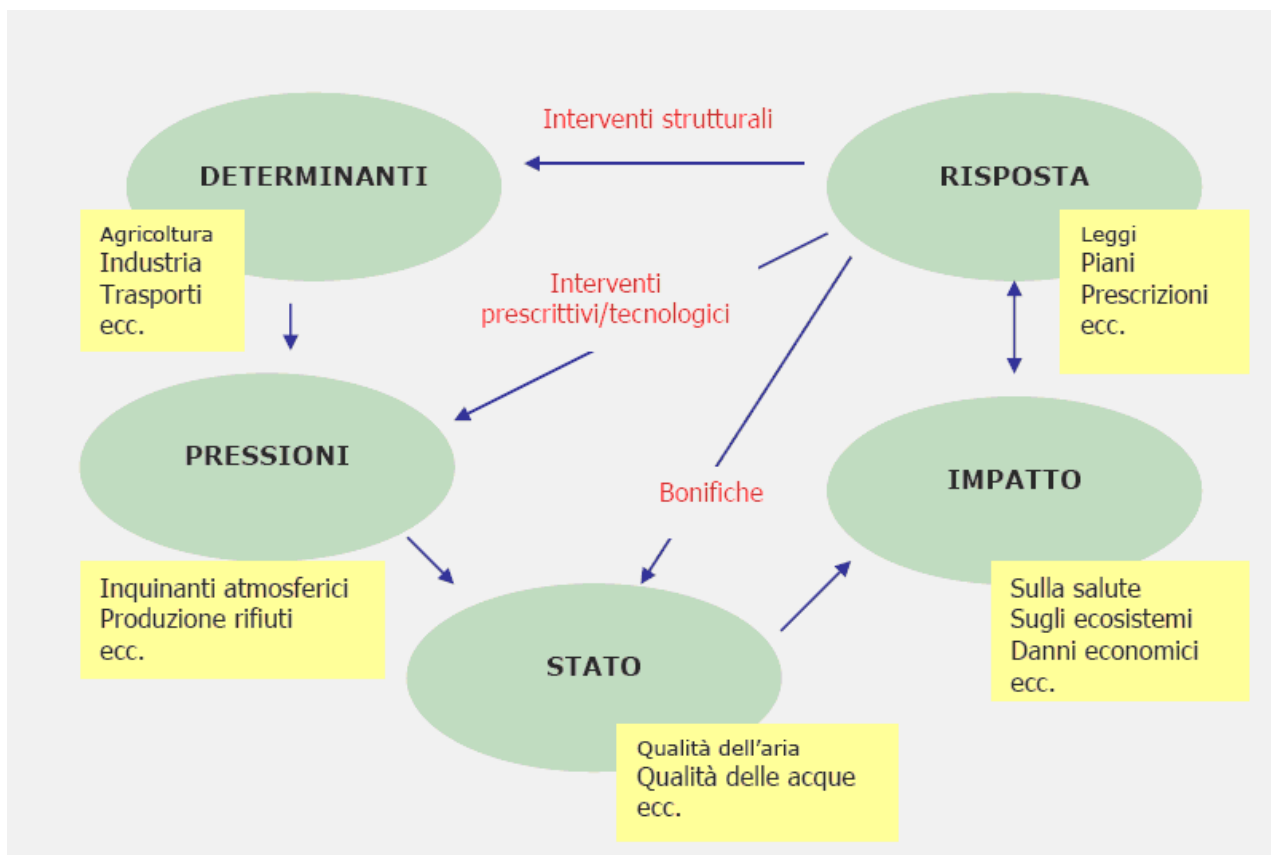 Interventi strutturali
DETERMINANTI
RISPOSTA
Agricoltura
Industria
Trasporti
ecc.
Leggi
Piani
Prescrizioni
ecc.
Interventi
prescrittivi/tecnologici
PRESSIONI
IMPATTO
Bonifiche
Inquinanti atmosferici
Produzione rifiuti
ecc.
Sulla salute
Sugli ecosistemi
Danni economici
ecc.
STATO
Qualità dell'aria
Qualità delle acque
ecc.